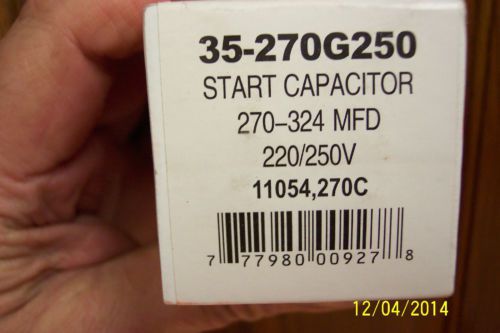 35-270G250
START CAPACITOR
270–324 MFD
220/250V
11054,270C
7 77980 00927 8
12/04/2014